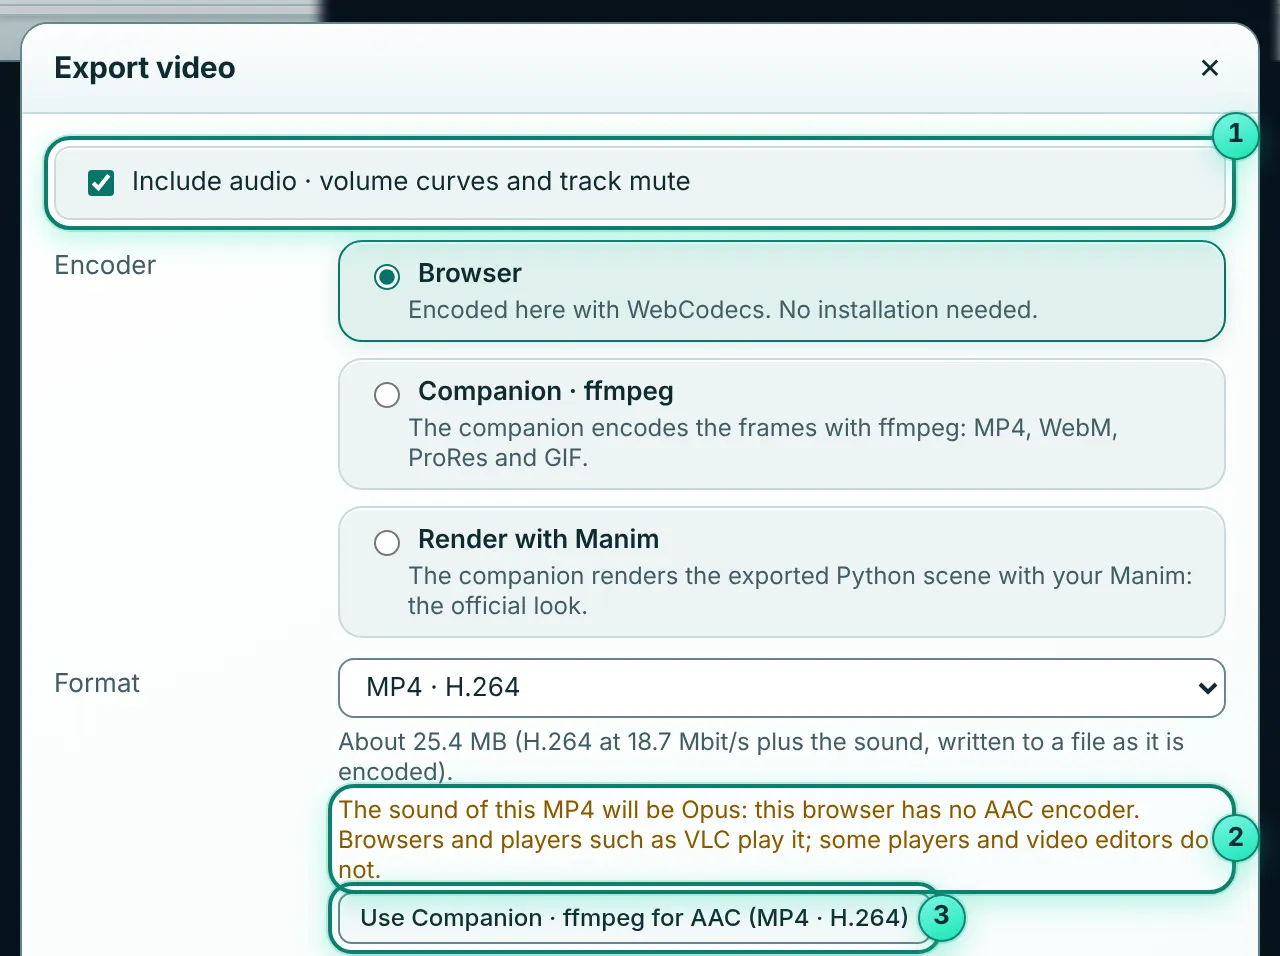 Export video
×
1
Include audio · volume curves and track mute
Encoder
Browser
Encoded here with WebCodecs. No installation needed.
Companion · ffmpeg
The companion encodes the frames with ffmpeg: MP4, WebM,
ProRes and GIF.
Render with Manim
The companion renders the exported Python scene with your Manim:
the official look.
Format
MP4 · H.264
About 25.4 MB (H.264 at 18.7 Mbit/s plus the sound, written to a file as it is
encoded).
The sound of this MP4 will be Opus: this browser has no AAC encoder.
Browsers and players such as VLC play it; some players and video editors do
not.
2
Use Companion · ffmpeg for AAC (MP4 · H.264)
3